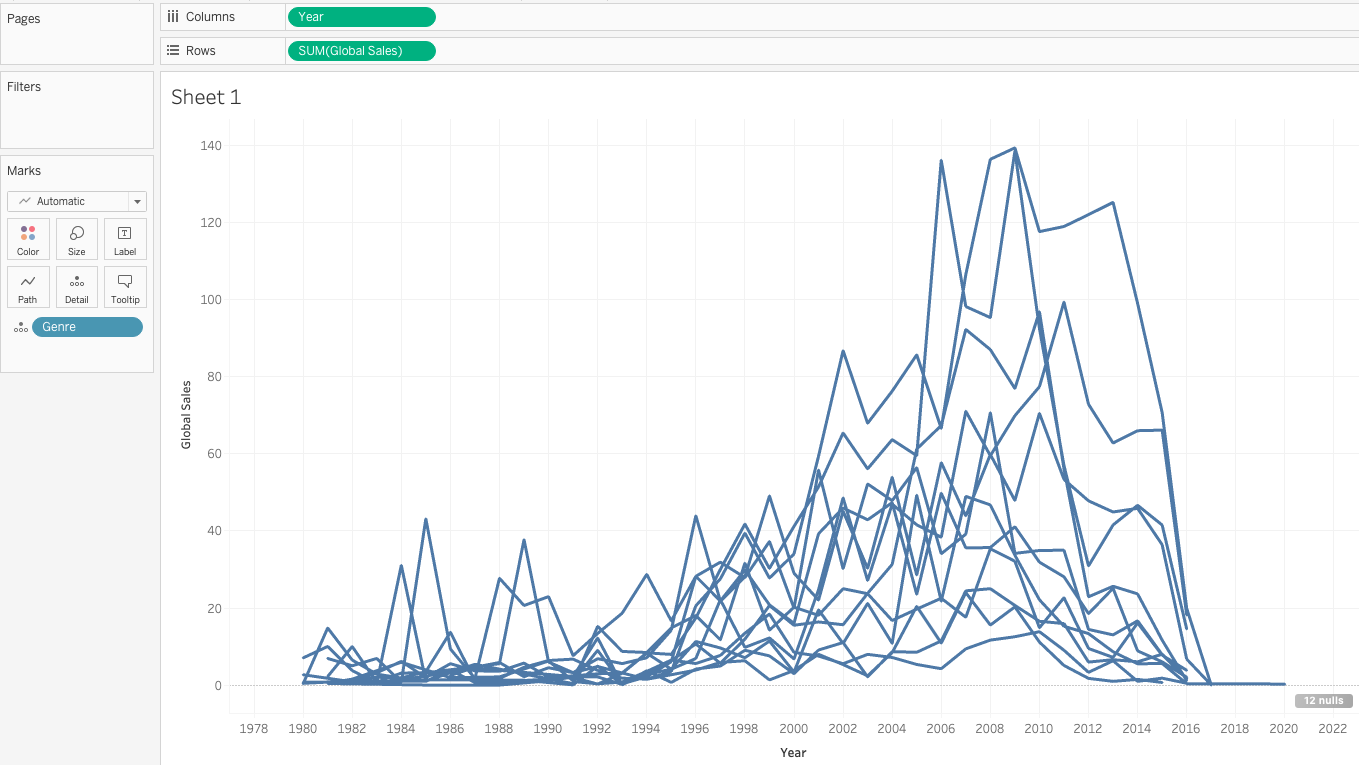 Pages
Columns
Year
Rows
SUM(Global Sales)
Filters
Marks
Automatic
Color
Size
Label
Path
Detail
Tooltip
Genre
Sheet 1
Global Sales
140
120
100
80
60
40
20
0
12 nulls
1978 1980 1982 1984 1986 1988 1990 1992 1994 1996 1998 2000 2002 2004 2006 2008 2010 2012 2014 2016 2018 2020 2022
Year